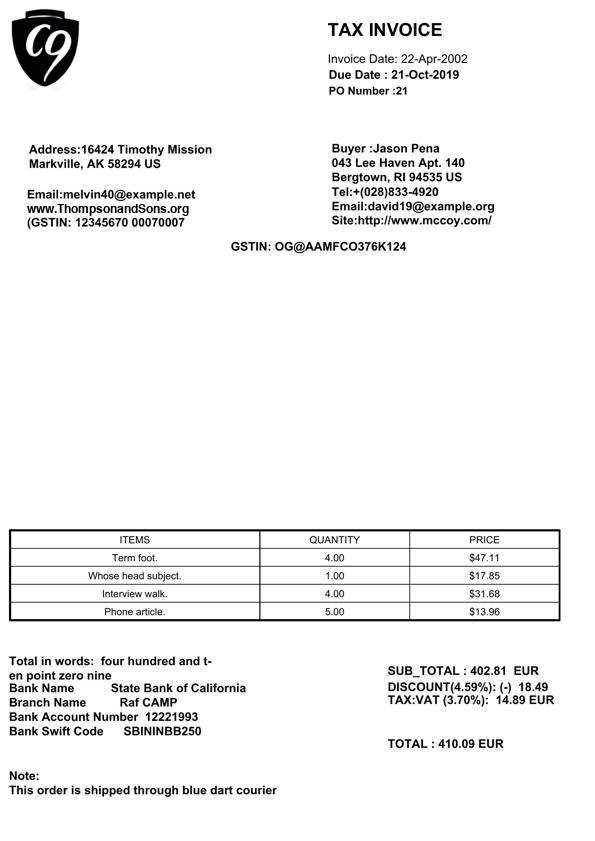 C9
TAX INVOICE
Invoice Date: 22-Apr-2002
Due Date : 21-Oct-2019
PO Number :21
Address:16424 Timothy Mission
Markville, AK 58294 US
Email:melvin40@example.net
www.ThompsonandSons.org
(GSTIN: 12345670 00070007
Buyer :Jason Pena
043 Lee Haven Apt. 140
Bergtown, RI 94535 US
Tel:+(028)833-4920
Email:david19@example.org
Site:http://www.mccoy.com/
GSTIN: OG@AAMFCO376K124
ITEMS QUANTITY PRICE
Term foot. 4.00 $47.11
Whose head subject. 1.00 $17.85
Interview walk. 4.00 $31.68
Phone article. 5.00 $13.96
Total in words: four hundred and t-
en point zero nine
Bank Name State Bank of California
Branch Name Raf CAMP
Bank Account Number 12221993
Bank Swift Code SBININBB250
SUB_TOTAL : 402.81 EUR
DISCOUNT(4.59%): (-) 18.49
TAX:VAT (3.70%): 14.89 EUR
TOTAL : 410.09 EUR
Note:
This order is shipped through blue dart courier